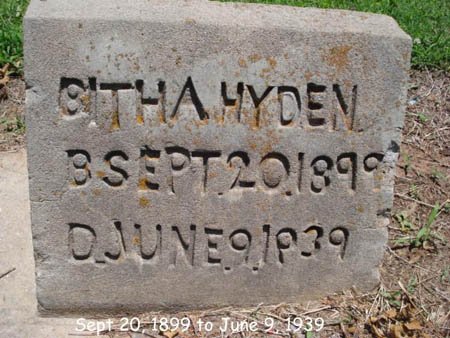 BITHA HYDEN
B.SEPT.20.1899
D.JUNE.9.1939
Sept 20, 1899 to June 9, 1939